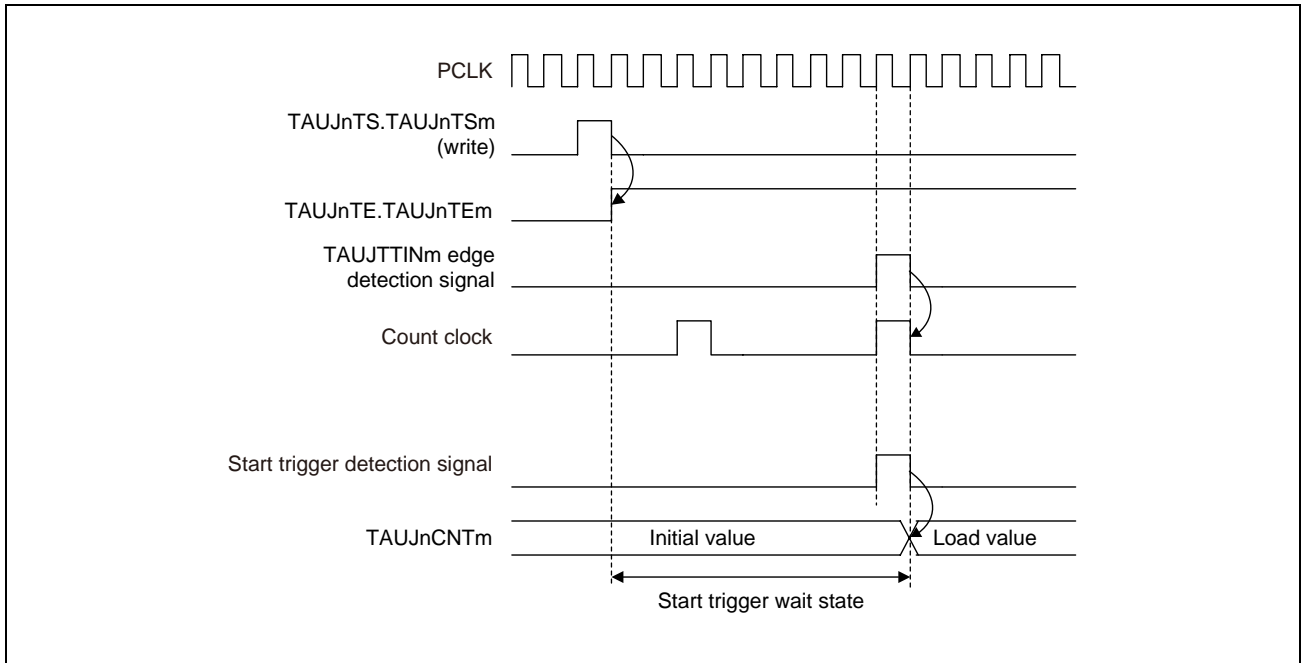 PCLK
TAUJnTS.TAUJnTSm
(write)
TAUJnTE.TAUJnTEm
TAUJTTINm edge
detection signal
Count clock
Start trigger detection signal
TAUJnCNTm
Initial value
Load value
Start trigger wait state